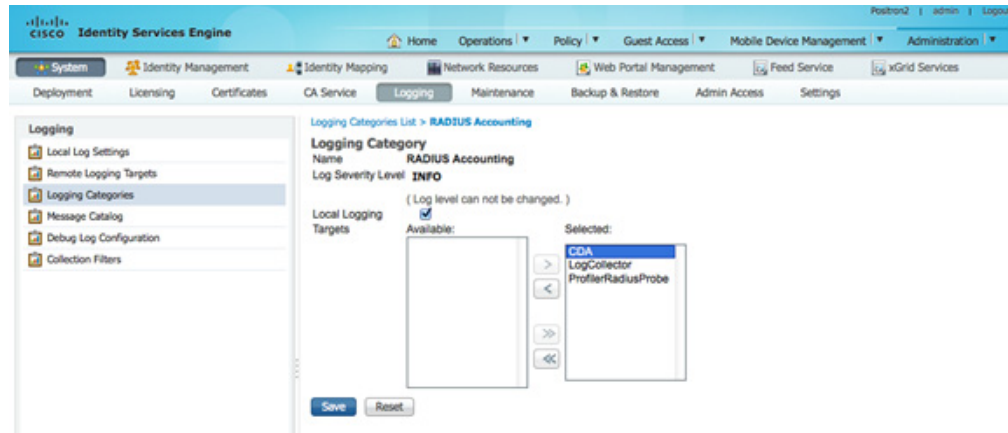 Positron2 | admin | Logout
cisco Identity Services Engine
Home Operations Policy Guest Access Mobile Device Management Administration
System Identity Management Identity Mapping Network Resources Web Portal Management Feed Service xGrid Services
Deployment Licensing Certificates CA Service Logging Maintenance Backup & Restore Admin Access Settings
Logging
Local Log Settings
Remote Logging Targets
Logging Categories
Message Catalog
Debug Log Configuration
Collection Filters
Logging Categories List > RADIUS Accounting
Logging Category
Name RADIUS Accounting
Log Severity Level INFO
( Log level can not be changed. )
Local Logging
Targets Available: Selected:
CDA
LogCollector
ProfilerRadiusProbe
>
<
>>
<<
Save Reset